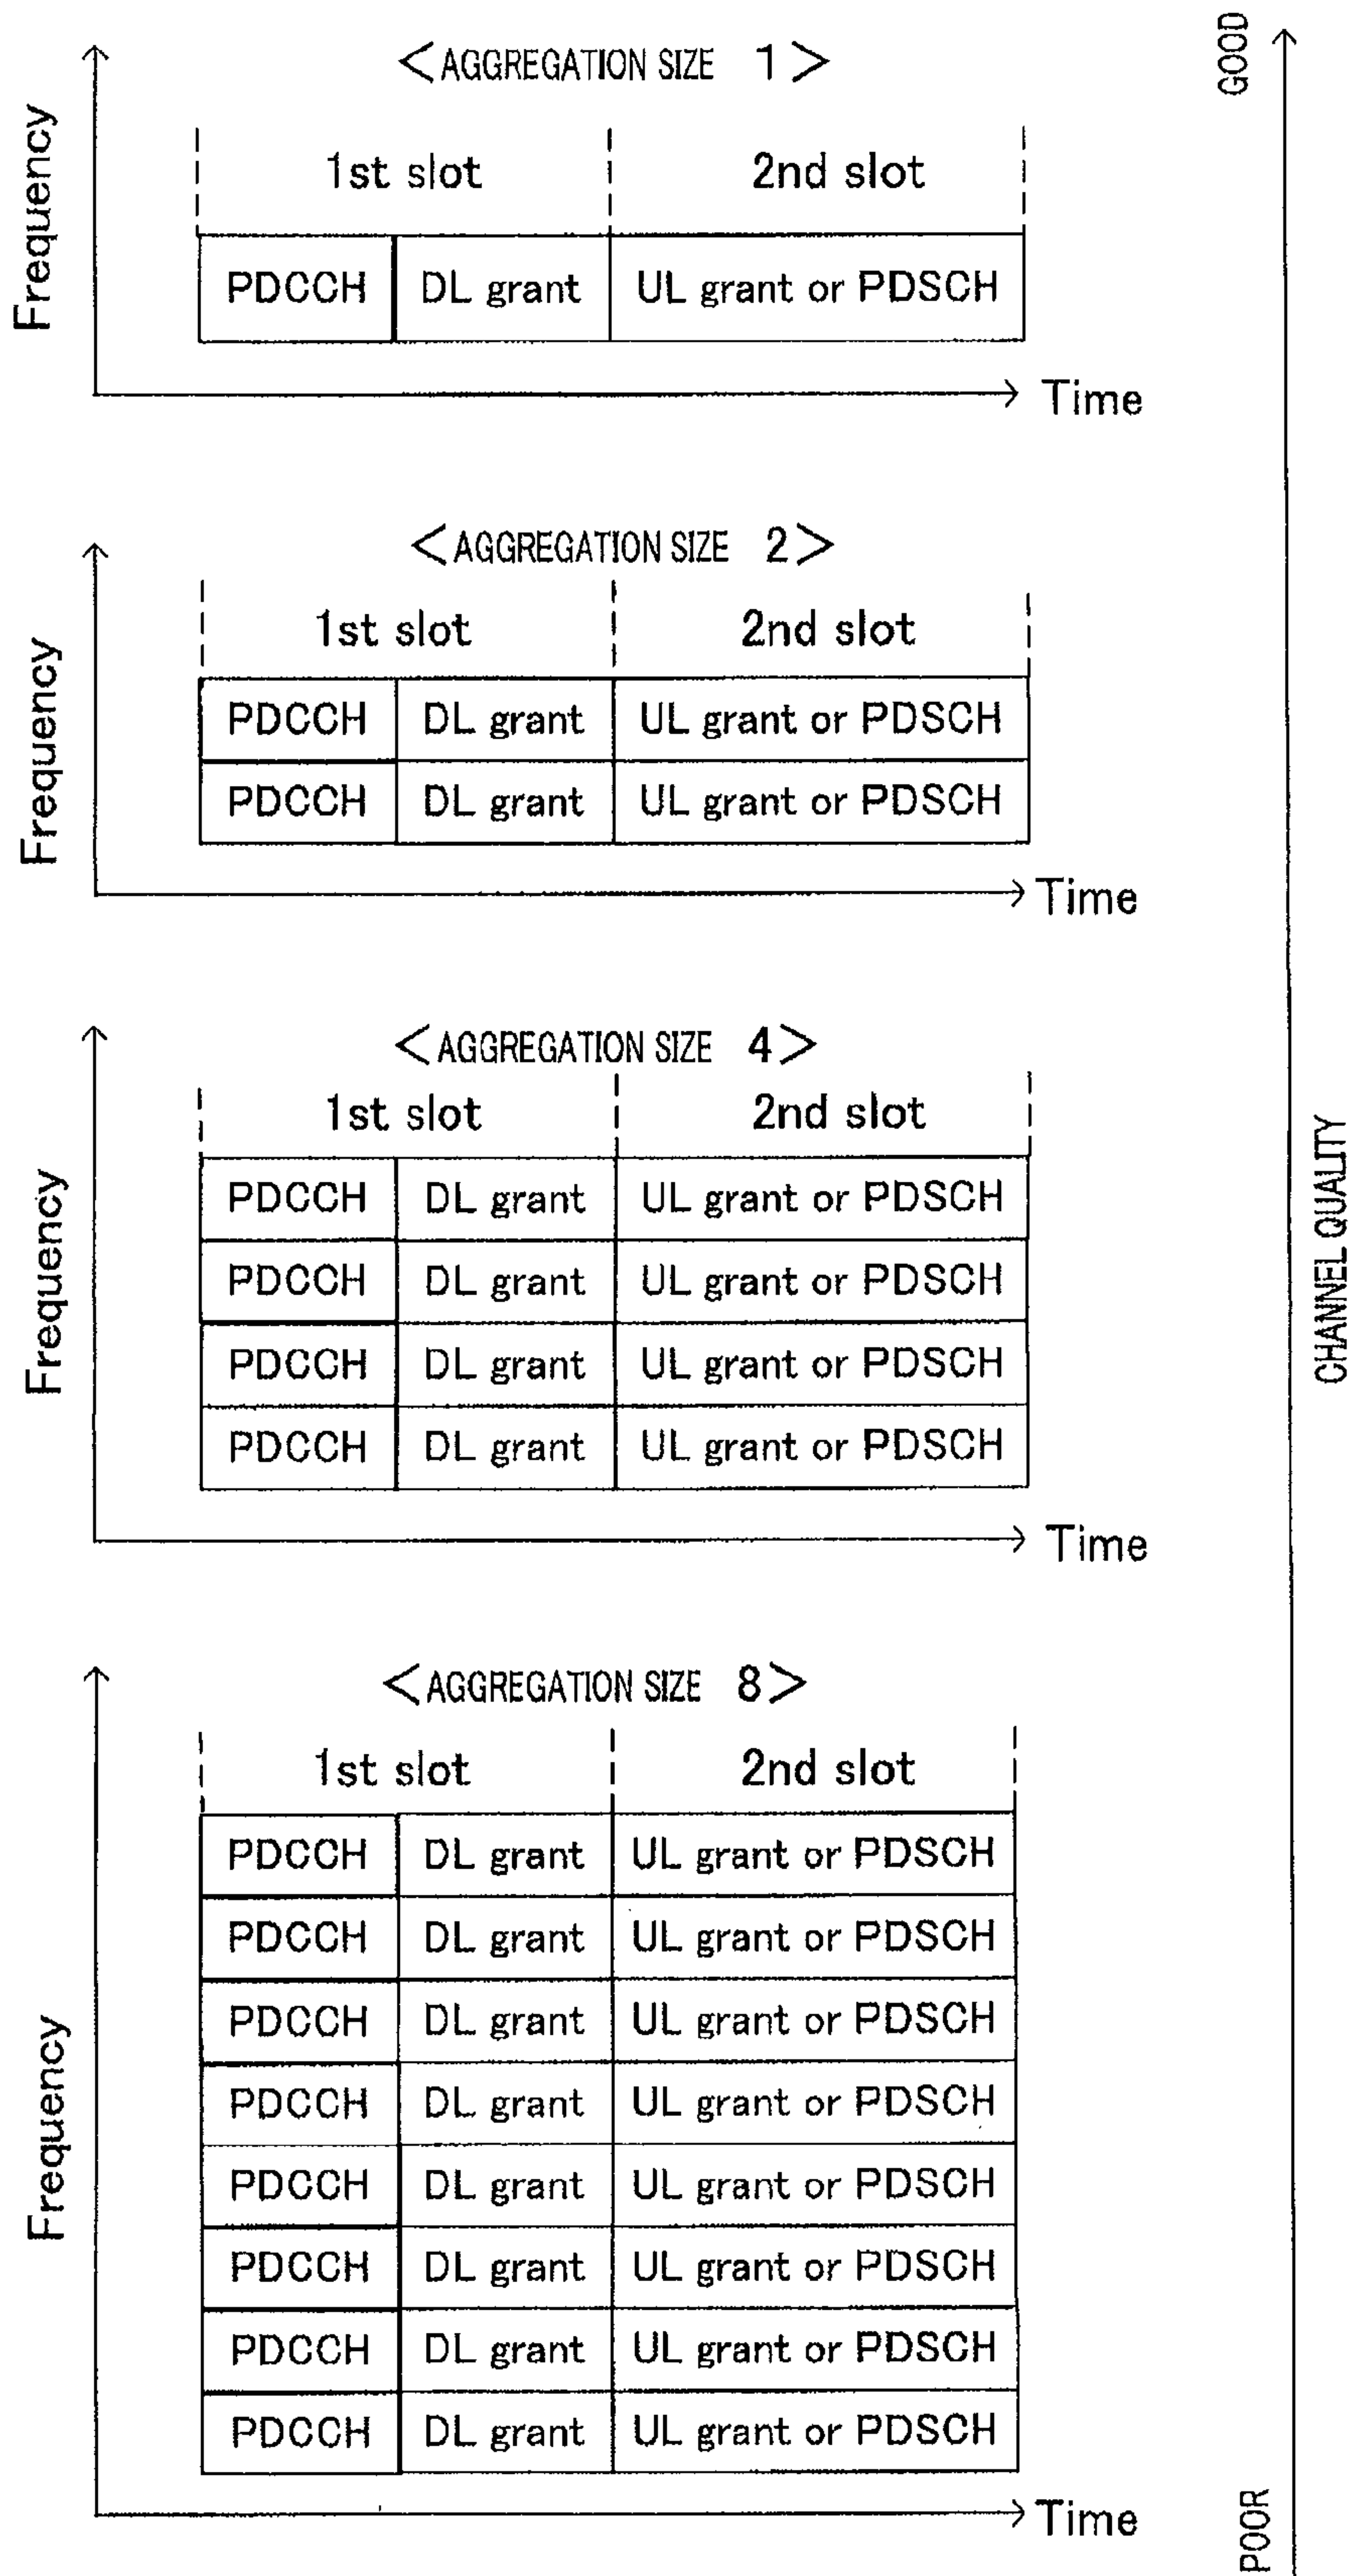 <AGGREGATION SIZE 1>
1st slot 2nd slot
PDCCH DL grant UL grant or PDSCH
Frequency
Time
<AGGREGATION SIZE 2>
1st slot 2nd slot
PDCCH DL grant UL grant or PDSCH
PDCCH DL grant UL grant or PDSCH
Frequency
Time
<AGGREGATION SIZE 4>
1st slot 2nd slot
PDCCH DL grant UL grant or PDSCH
PDCCH DL grant UL grant or PDSCH
PDCCH DL grant UL grant or PDSCH
PDCCH DL grant UL grant or PDSCH
Frequency
Time
<AGGREGATION SIZE 8>
1st slot 2nd slot
PDCCH DL grant UL grant or PDSCH
PDCCH DL grant UL grant or PDSCH
PDCCH DL grant UL grant or PDSCH
PDCCH DL grant UL grant or PDSCH
PDCCH DL grant UL grant or PDSCH
PDCCH DL grant UL grant or PDSCH
PDCCH DL grant UL grant or PDSCH
PDCCH DL grant UL grant or PDSCH
Frequency
Time
GOOD
CHANNEL QUALITY
POOR